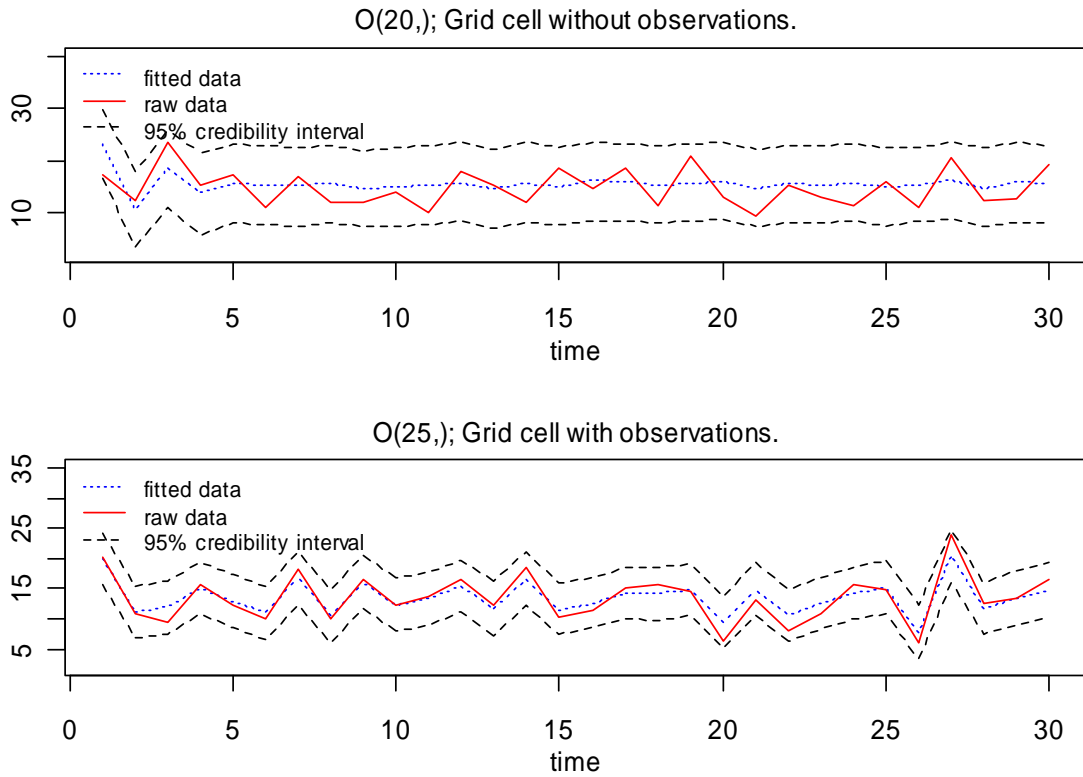 O(20,); Grid cell without observations.
fitted data
raw data
95% credibility interval
30
10
0 5 10 15 20 25 30
time
O(25,); Grid cell with observations.
fitted data
raw data
95% credibility interval
35
25
15
5
0 5 10 15 20 25 30
time